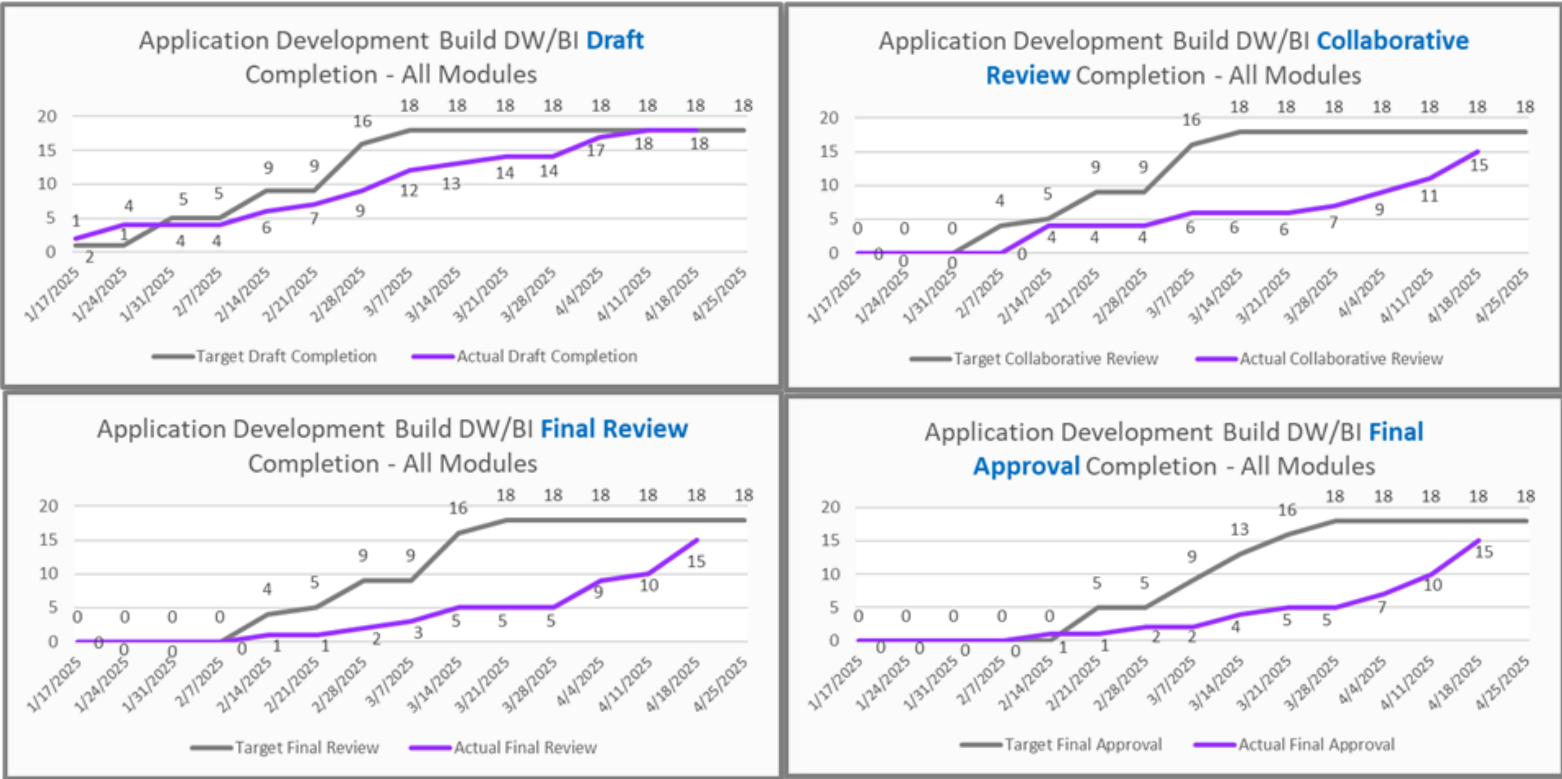 Application Development Build DW/BI Draft
Completion - All Modules
18 18 18 18 18 18 18 18
20
16
15
9 9
10
17 18 18
14 14
12 13
5 5
4
5
9
6 7
1
4 4
1
0
2
1/17/2025 1/24/2025 1/31/2025 2/7/2025 2/14/2025 2/21/2025 2/28/2025 3/7/2025 3/14/2025 3/21/2025 3/28/2025 4/4/2025 4/11/2025 4/18/2025 4/25/2025
Target Draft Completion Actual Draft Completion
Application Development Build DW/BI Collaborative
Review Completion - All Modules
18 18 18 18 18 18 18
20
16
15
15
9 9
10
11
4 5
9
5
7
6 6 6
4 4 4
0 0 0
0
0 0 0 0
1/17/2025 1/24/2025 1/31/2025 2/7/2025 2/14/2025 2/21/2025 2/28/2025 3/7/2025 3/14/2025 3/21/2025 3/28/2025 4/4/2025 4/11/2025 4/18/2025 4/25/2025
Target Collaborative Review Actual Collaborative Review
Application Development Build DW/BI Final Review
Completion - All Modules
18 18 18 18 18 18
20
16
15
15
9 9
10
10
4 5
9
5
5 5 5
0 0 0 0
3
2
1 1
0
0 0 0 0
1/17/2025 1/24/2025 1/31/2025 2/7/2025 2/14/2025 2/21/2025 2/28/2025 3/7/2025 3/14/2025 3/21/2025 3/28/2025 4/4/2025 4/11/2025 4/18/2025 4/25/2025
Target Final Review Actual Final Review
Application Development Build DW/BI Final
Approval Completion - All Modules
18 18 18 18 18
20
16
13
15
15
9
10
10
5 5
7
5
5 5
4
0 0 0 0 0
2 2
1 1
0
0 0 0 0
1/17/2025 1/24/2025 1/31/2025 2/7/2025 2/14/2025 2/21/2025 2/28/2025 3/7/2025 3/14/2025 3/21/2025 3/28/2025 4/4/2025 4/11/2025 4/18/2025 4/25/2025
Target Final Approval Actual Final Approval